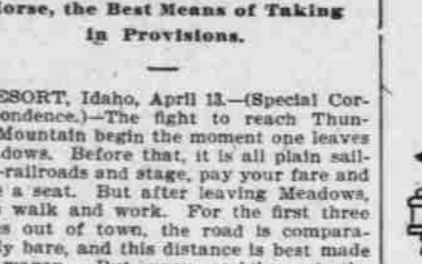 orse, the Best Means of Taking
in Provisions.
ESORT, Idaho, April 13.—(Special Cor-
ondence.)—The fight to reach Thun-
Mountain begin the moment one leaves
dows. Before that, it is all plain sail-
-railroads and stage, pay your fare and
e a seat. But after leaving Meadows,
walk and work. For the first three
s out of town, the road is compara-
y bare, and this distance is best made